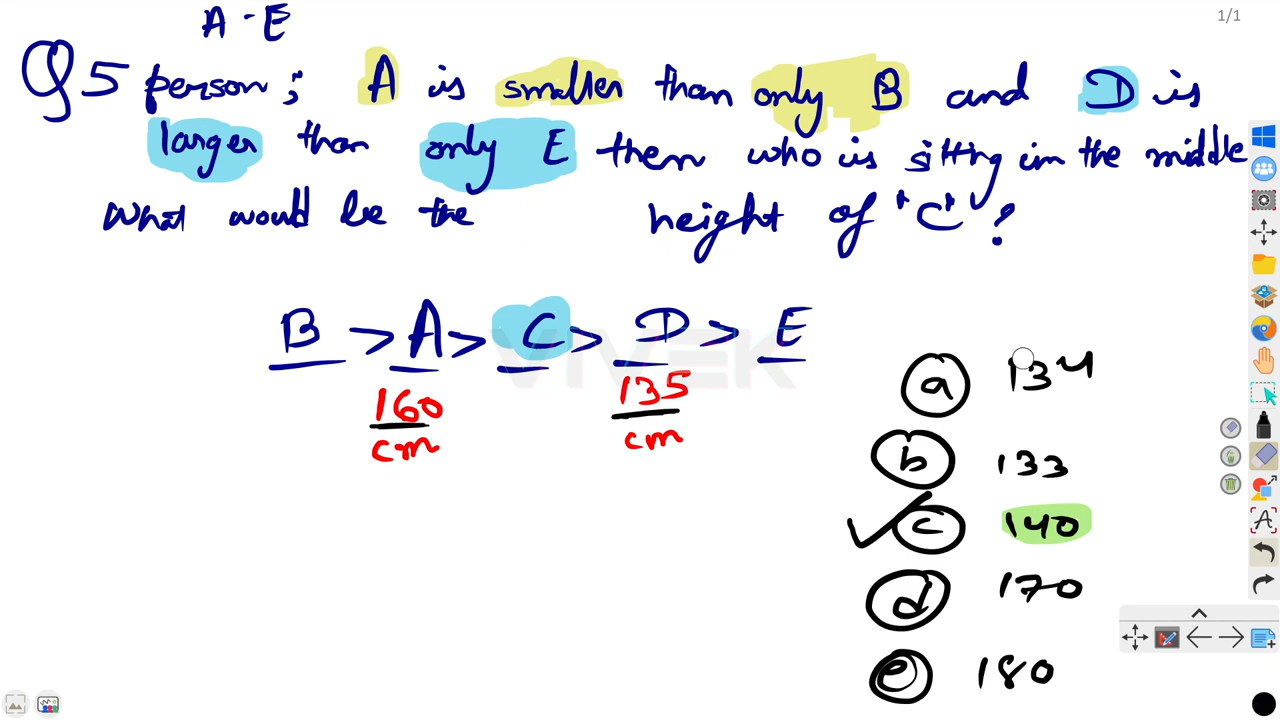 1/1
A - E
Q 5 person; A is smaller than only B and D is
larger than only E then who is sitting in the middle
what would be the height of "C"?
B > A > C > D > E
160 135
cm cm
VIVEK
a 134
b 133
c 140
d 170
e 180